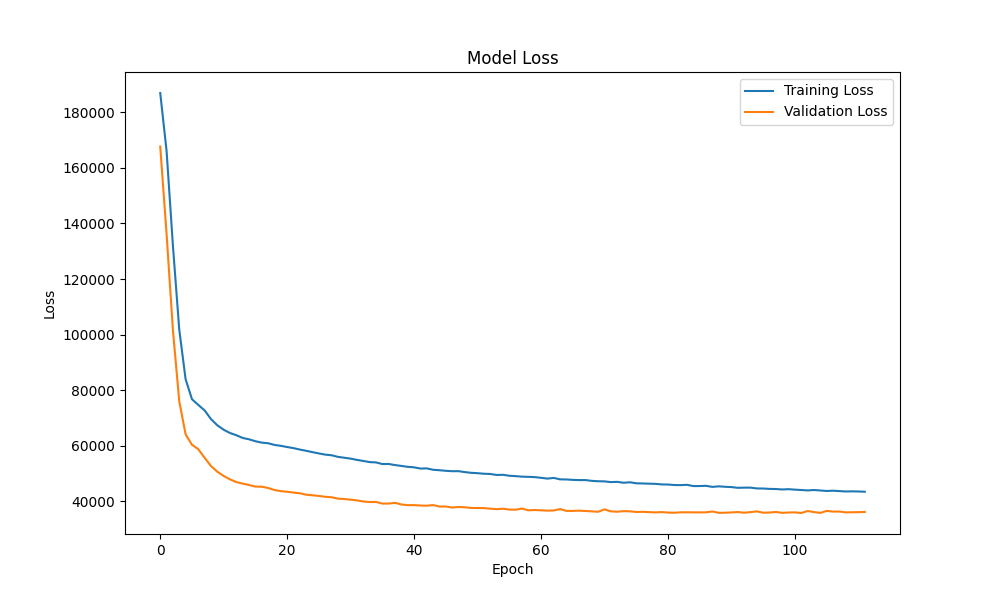 Model Loss
Training Loss
Validation Loss
180000
160000
140000
120000
100000
80000
60000
40000
Loss
0 20 40 60 80 100
Epoch